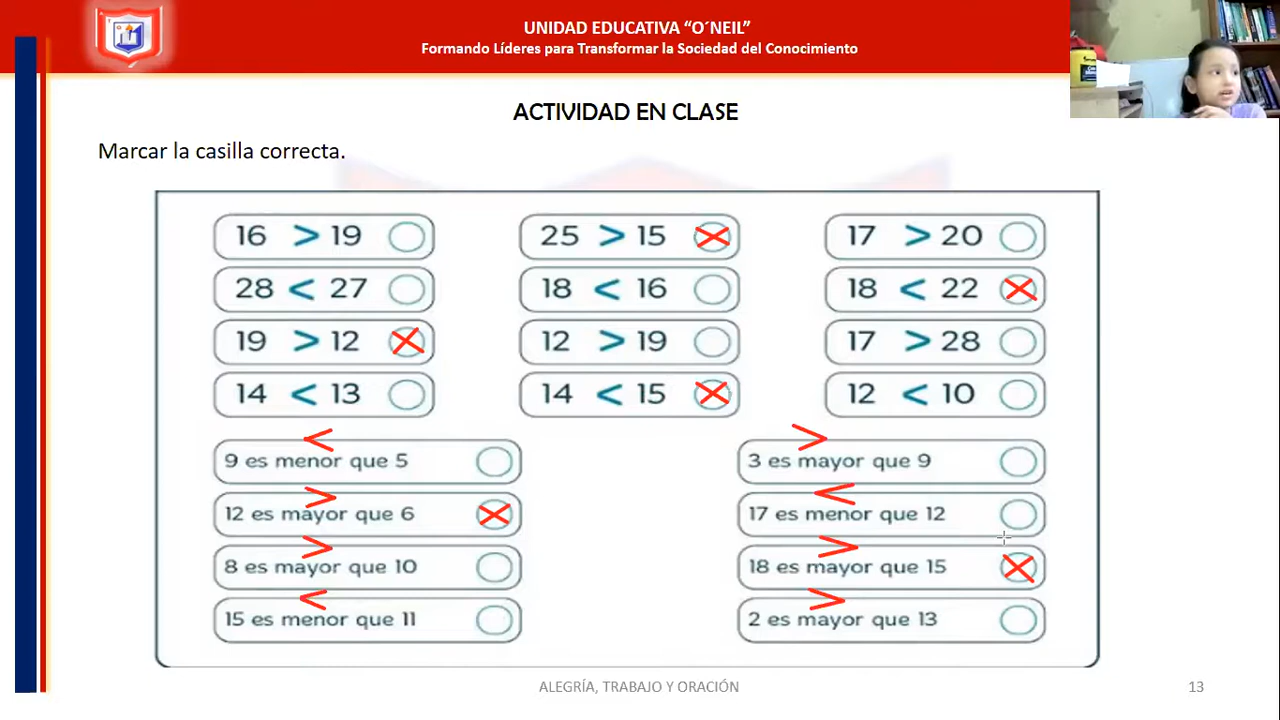 UNIDAD EDUCATIVA “O´NEIL”
Formando Líderes para Transformar la Sociedad del Conocimiento
ACTIVIDAD EN CLASE
Marcar la casilla correcta.
16 > 19
25 > 15
17 > 20
28 < 27
18 < 16
18 < 22
19 > 12
12 > 19
17 > 28
14 < 13
14 < 15
12 < 10
<
9 es menor que 5
>
3 es mayor que 9
>
12 es mayor que 6
<
17 es menor que 12
>
8 es mayor que 10
>
18 es mayor que 15
<
15 es menor que 11
>
2 es mayor que 13
ALEGRÍA, TRABAJO Y ORACIÓN
13